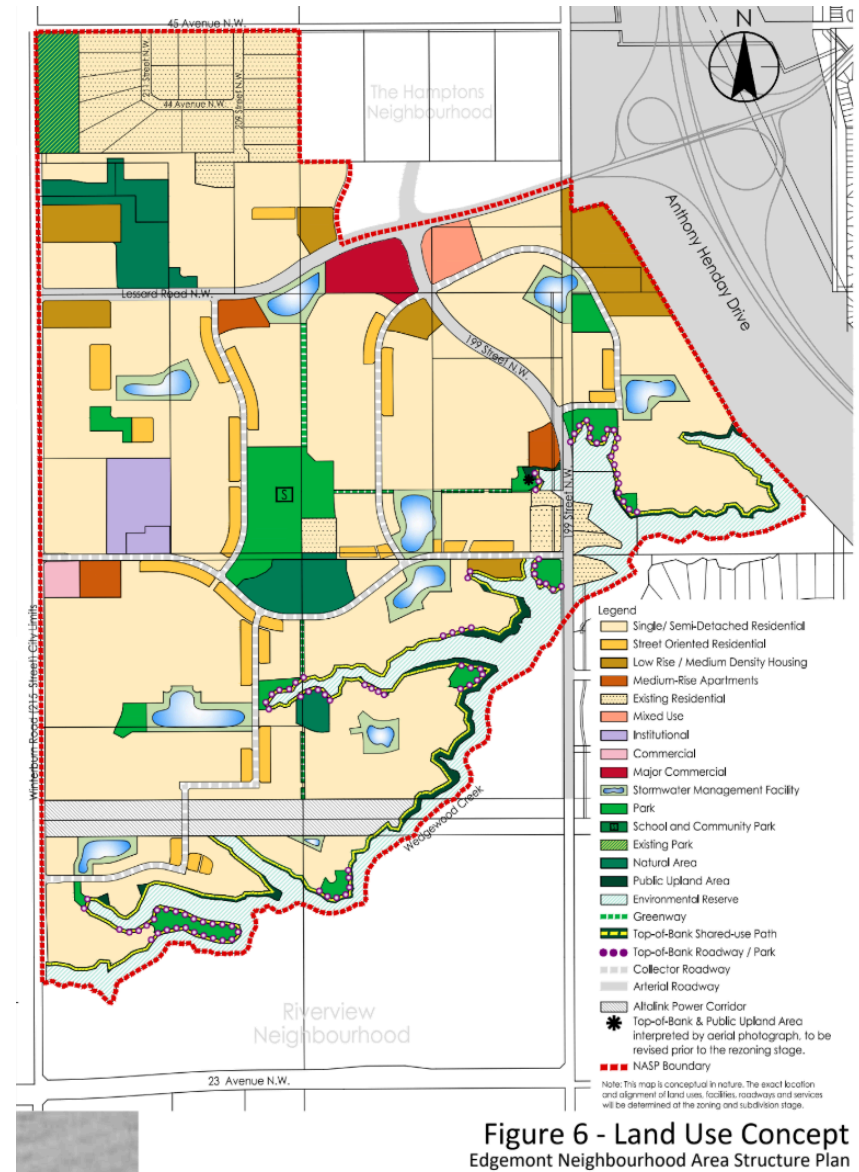 45 Avenue N.W.
N
211 Street N.W.
209 Street N.W.
44 Avenue N.W.
The Hamptons
Neighbourhood
Anthony Henday Drive
Lessard Road N.W.
199 Street N.W.
S
199 Street N.W.
Winterburn Road (215 Street) City Limits
Wedgewood Creek
Riverview
Neighbourhood
23 Avenue N.W.
Legend
Single/ Semi-Detached Residential
Street Oriented Residential
Low Rise / Medium Density Housing
Medium-Rise Apartments
Existing Residential
Mixed Use
Institutional
Commercial
Major Commercial
Stormwater Management Facility
Park
S School and Community Park
Existing Park
Natural Area
Public Upland Area
Environmental Reserve
Greenway
Top-of-Bank Shared-use Path
Top-of-Bank Roadway / Park
Collector Roadway
Arterial Roadway
Altalink Power Corridor
Top-of-Bank & Public Upland Area
interpreted by aerial photograph, to be
revised prior to the rezoning stage.
NASP Boundary
Note: This map is conceptual in nature. The exact location
and alignment of land uses, facilities, roadways and services
will be determined at the zoning and subdivision stage.
Figure 6 - Land Use Concept
Edgemont Neighbourhood Area Structure Plan